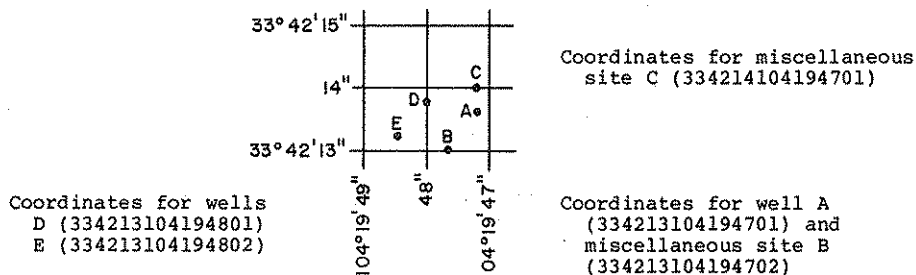 33°42'15"
14"
33°42'13"
C
D
A
E
B
104°19'49"
48"
104°19'47"
Coordinates for miscellaneous
site C (334214104194701)
Coordinates for wells
D (334213104194801)
E (334213104194802)
Coordinates for well A
(334213104194701) and
miscellaneous site B
(334213104194702)